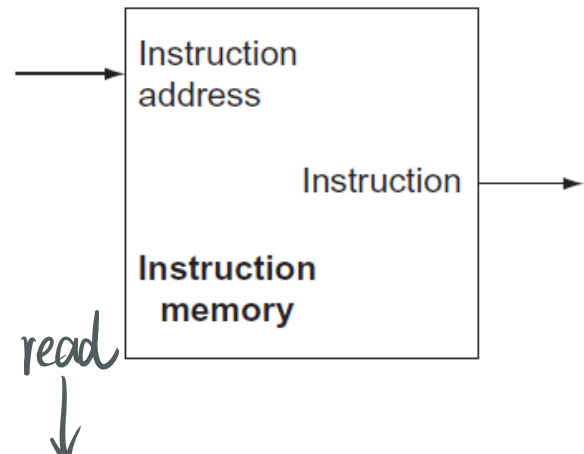 Instruction
address
Instruction
Instruction
memory
read